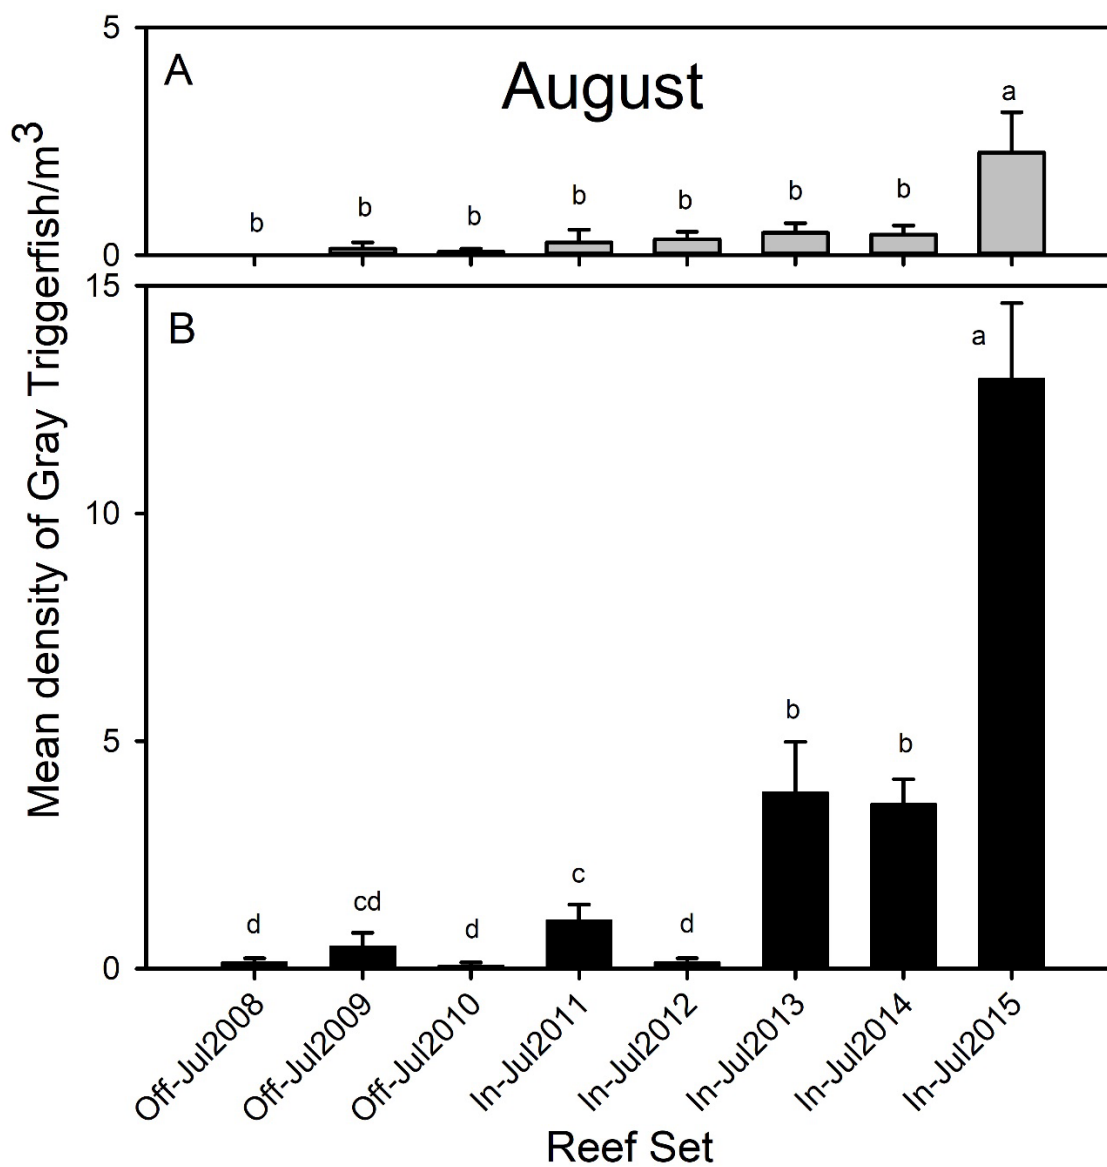 Mean density of Gray Triggerfish/m³
5
A
August
b
b
b
b
b
b
b
a
0
15
B
a
10
5
b
b
d
cd
d
c
d
0
Off-Jul2008
Off-Jul2009
Off-Jul2010
In-Jul2011
In-Jul2012
In-Jul2013
In-Jul2014
In-Jul2015
Reef Set